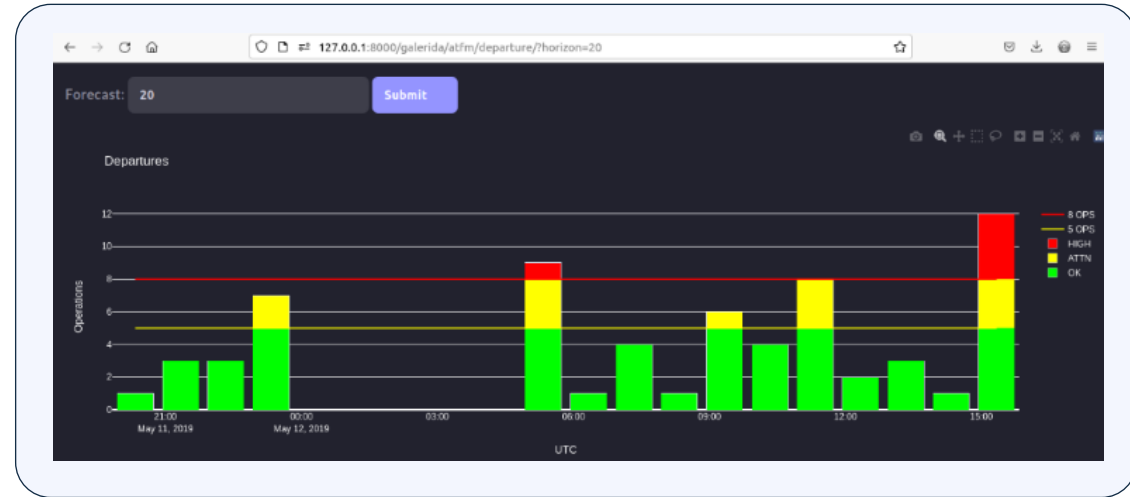 127.0.0.1:8000/galerida/atfm/departure/?horizon=20
Forecast: 20 Submit
Departures
12
10
8
6
4
2
0
Operations
21:00 00:00 03:00 06:00 09:00 12:00 15:00
May 11, 2019 May 12, 2019
UTC
8 OPS
5 OPS
HIGH
ATTN
OK